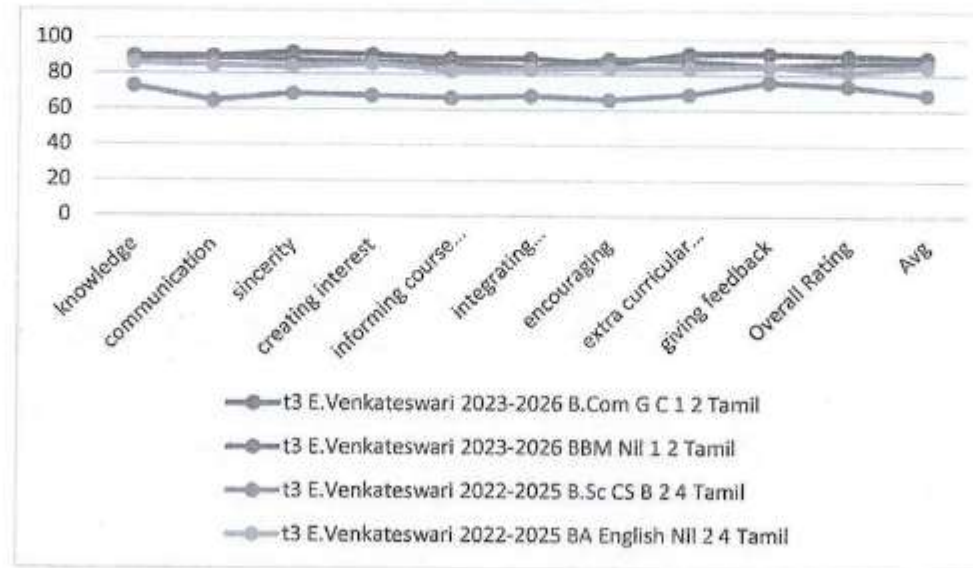 100
80
60
40
20
0
knowledge
communication
sincerity
creating interest
informing course...
integrating...
encouraging
extra curricular...
giving feedback
Overall Rating
Avg
t3 E.Venkateswari 2023-2026 B.Com G C 1 2 Tamil
t3 E.Venkateswari 2023-2026 BBM Nil 1 2 Tamil
t3 E.Venkateswari 2022-2025 B.Sc CS B 2 4 Tamil
t3 E.Venkateswari 2022-2025 BA English Nil 2 4 Tamil